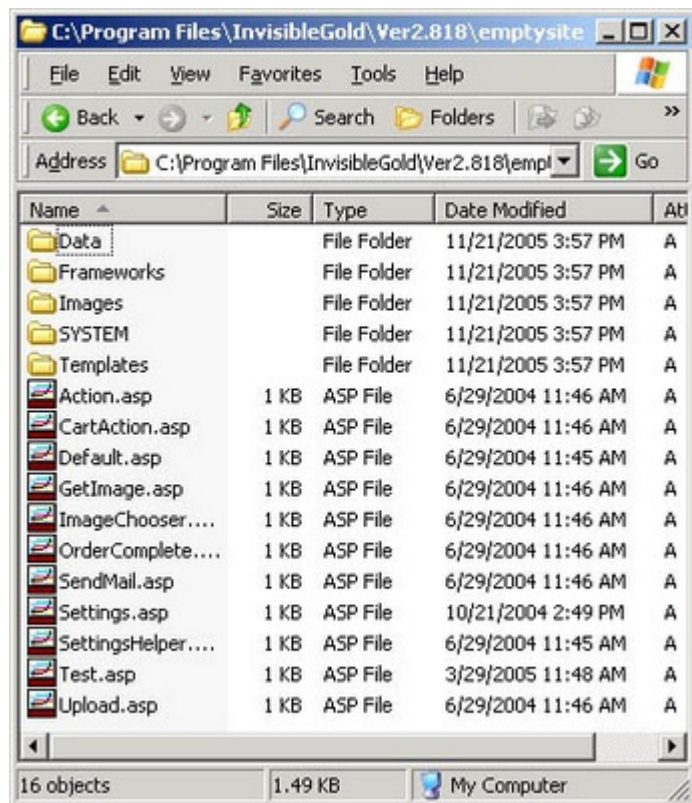 C:\Program Files\InvisibleGold\Ver2.818\emptysite
File Edit View Favorites Tools Help
Back Search Folders »
Address C:\Program Files\InvisibleGold\Ver2.818\empt Go
Name Size Type Date Modified Att
Data File Folder 11/21/2005 3:57 PM A
Frameworks File Folder 11/21/2005 3:57 PM A
Images File Folder 11/21/2005 3:57 PM A
SYSTEM File Folder 11/21/2005 3:57 PM A
Templates File Folder 11/21/2005 3:57 PM A
Action.asp 1 KB ASP File 6/29/2004 11:46 AM A
CartAction.asp 1 KB ASP File 6/29/2004 11:46 AM A
Default.asp 1 KB ASP File 6/29/2004 11:45 AM A
GetImage.asp 1 KB ASP File 6/29/2004 11:46 AM A
ImageChooser.... 1 KB ASP File 6/29/2004 11:46 AM A
OrderComplete.... 1 KB ASP File 6/29/2004 11:46 AM A
SendMail.asp 1 KB ASP File 6/29/2004 11:46 AM A
Settings.asp 1 KB ASP File 10/21/2004 2:49 PM A
SettingsHelper.... 1 KB ASP File 6/29/2004 11:45 AM A
Test.asp 1 KB ASP File 3/29/2005 11:48 AM A
Upload.asp 1 KB ASP File 6/29/2004 11:46 AM A
16 objects 1.49 KB My Computer